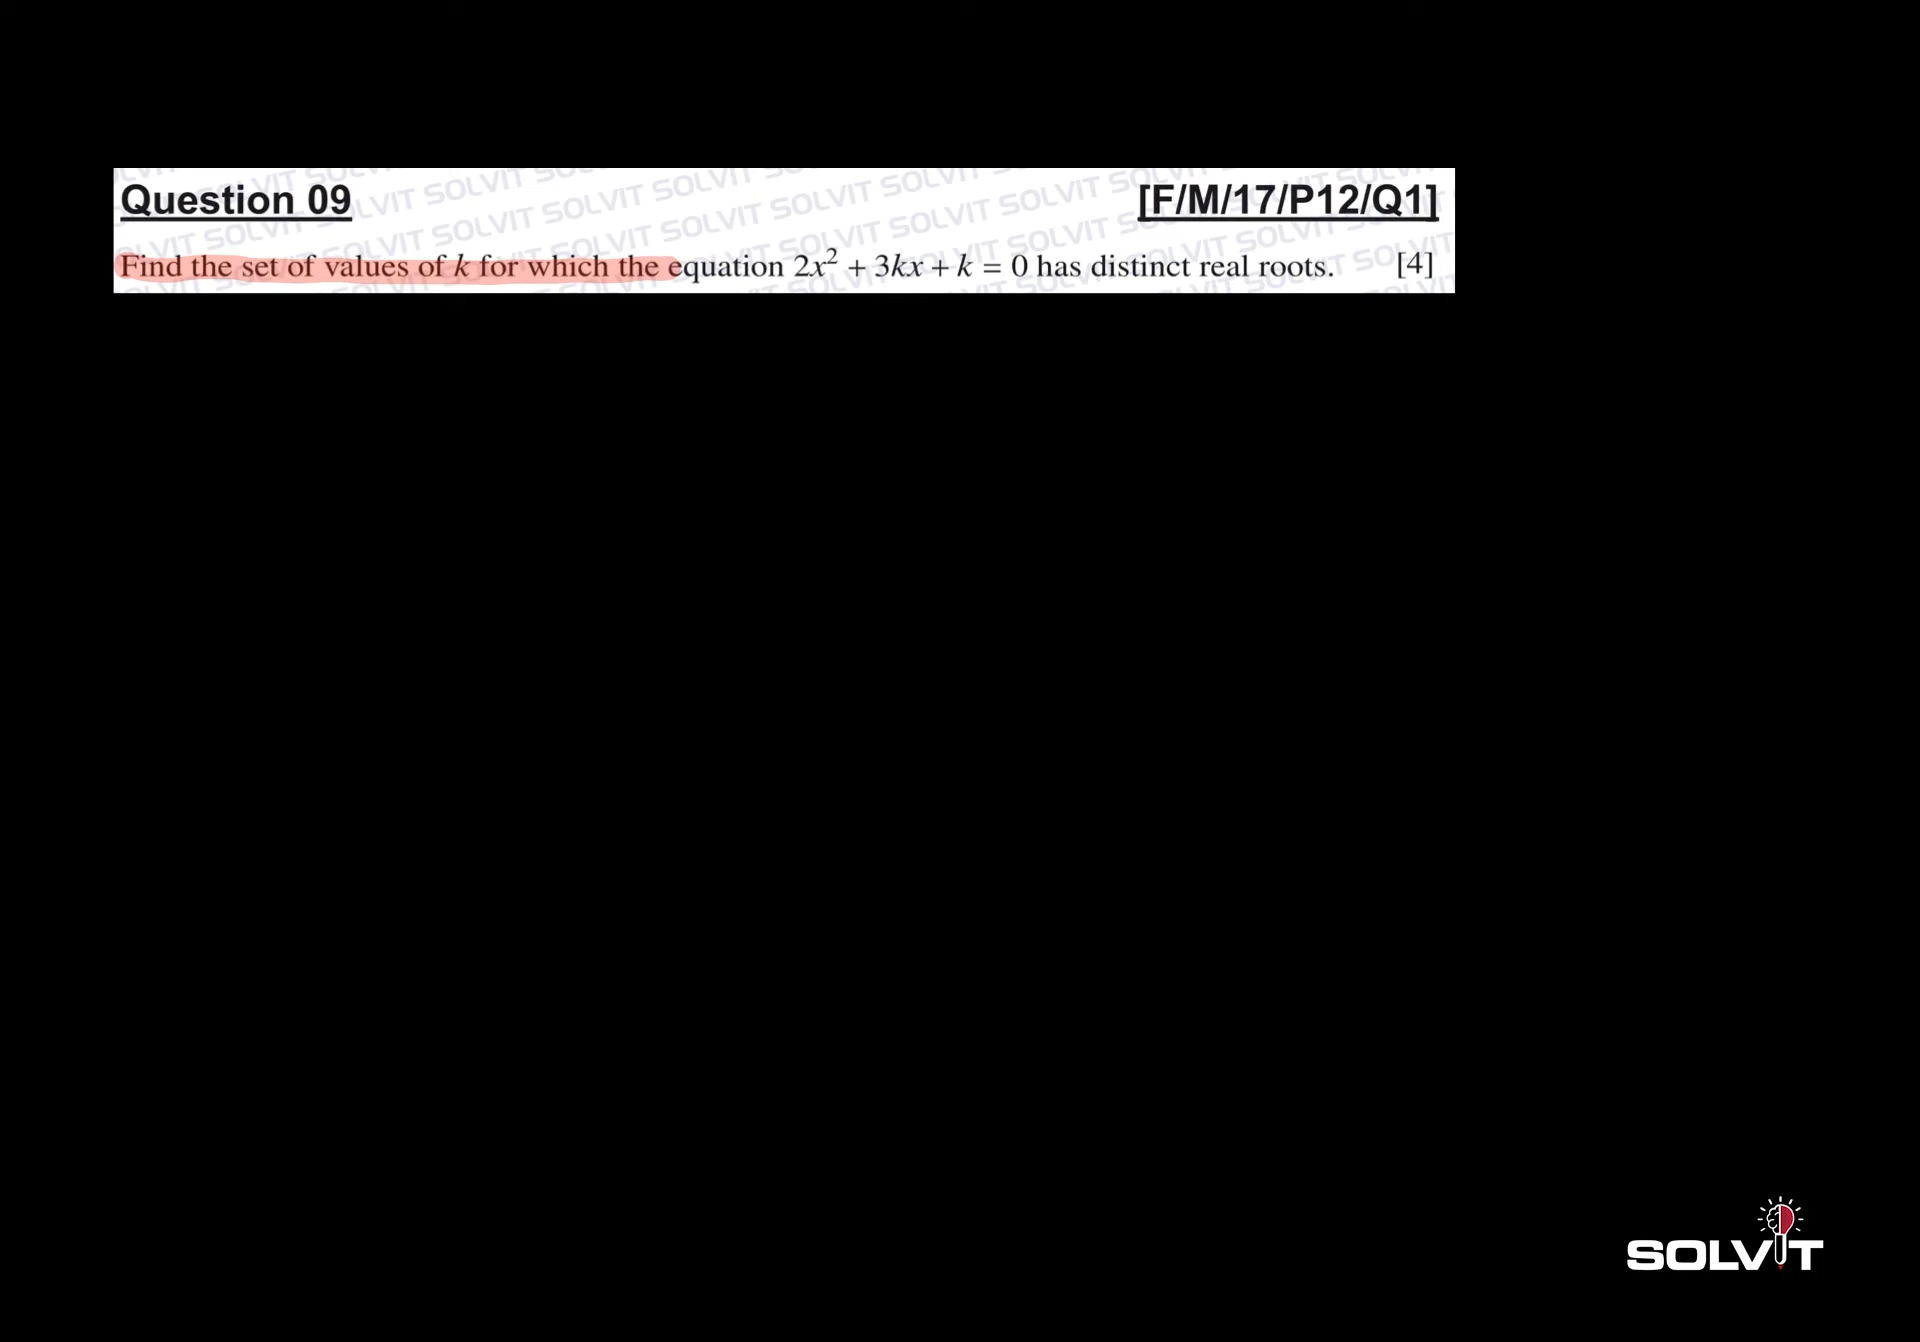 Question 09 [F/M/17/P12/Q1]
Find the set of values of k for which the equation 2x² + 3kx + k = 0 has distinct real roots. [4]
SOLVIT